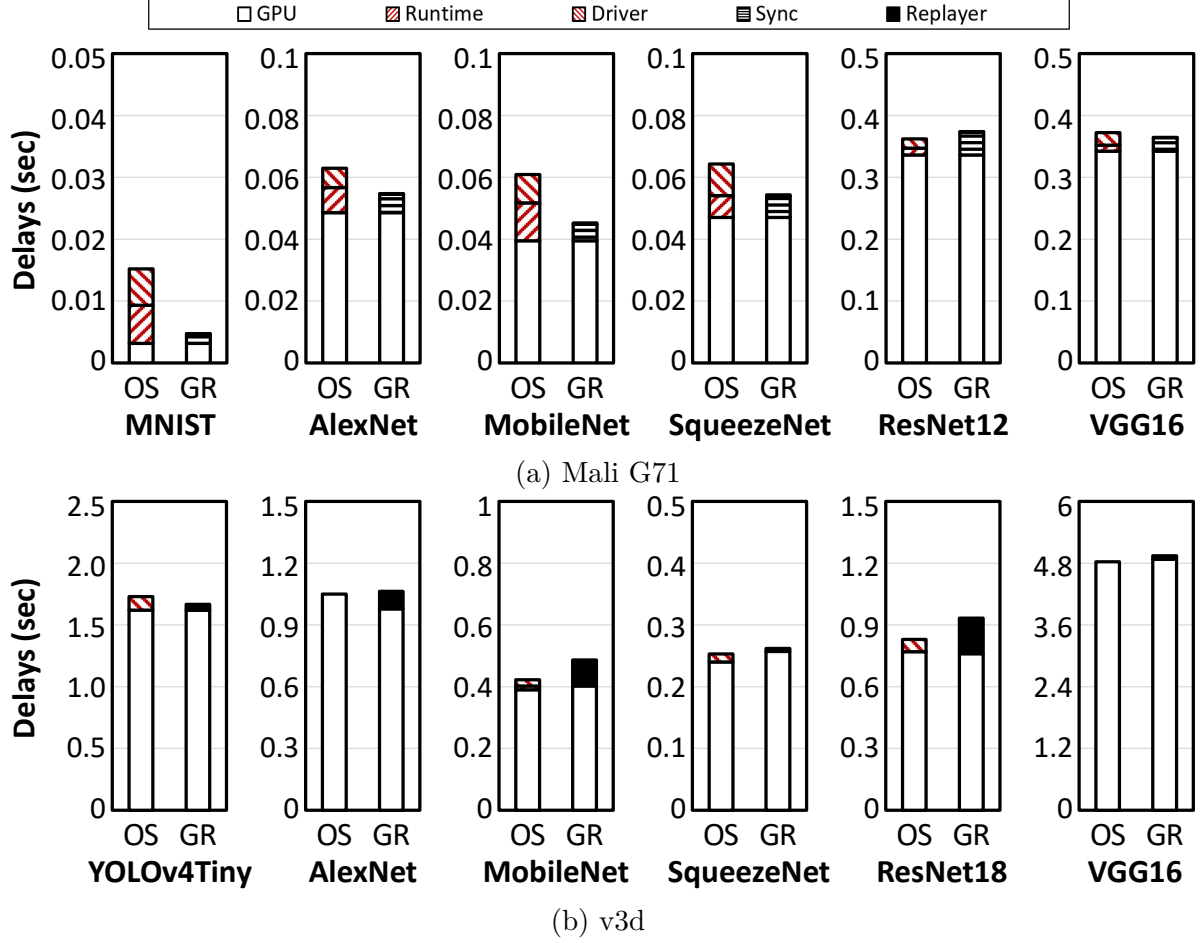 GPU Runtime Driver Sync Replayer
0.05 0.1 0.1 0.1 0.5 0.5
0.04 0.08 0.08 0.08 0.4 0.4
0.03 0.06 0.06 0.06 0.3 0.3
0.02 0.04 0.04 0.04 0.2 0.2
0.01 0.02 0.02 0.02 0.1 0.1
0 0 0 0 0 0
Delays (sec)
OS GR OS GR OS GR OS GR OS GR OS GR
MNIST AlexNet MobileNet SqueezeNet ResNet12 VGG16
(a) Mali G71
2.5 1.5 1 0.5 1.5 6
2.0 1.2 0.8 0.4 1.2 4.8
1.5 0.9 0.6 0.3 0.9 3.6
1.0 0.6 0.4 0.2 0.6 2.4
0.5 0.3 0.2 0.1 0.3 1.2
0 0 0 0 0 0
Delays (sec)
OS GR OS GR OS GR OS GR OS GR OS GR
YOLOv4Tiny AlexNet MobileNet SqueezeNet ResNet18 VGG16
(b) v3d